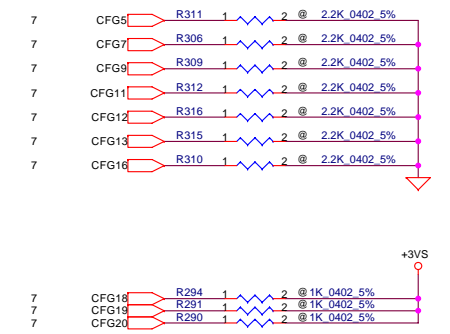 7 CFG5 R311 1 2 @ 2.2K_0402_5%
7 CFG7 R306 1 2 @ 2.2K_0402_5%
7 CFG9 R309 1 2 @ 2.2K_0402_5%
7 CFG11 R312 1 2 @ 2.2K_0402_5%
7 CFG12 R316 1 2 @ 2.2K_0402_5%
7 CFG13 R315 1 2 @ 2.2K_0402_5%
7 CFG16 R310 1 2 @ 2.2K_0402_5%
+3VS
7 CFG18 R294 1 2 @ 1K_0402_5%
7 CFG19 R291 1 2 @ 1K_0402_5%
7 CFG20 R290 1 2 @ 1K_0402_5%